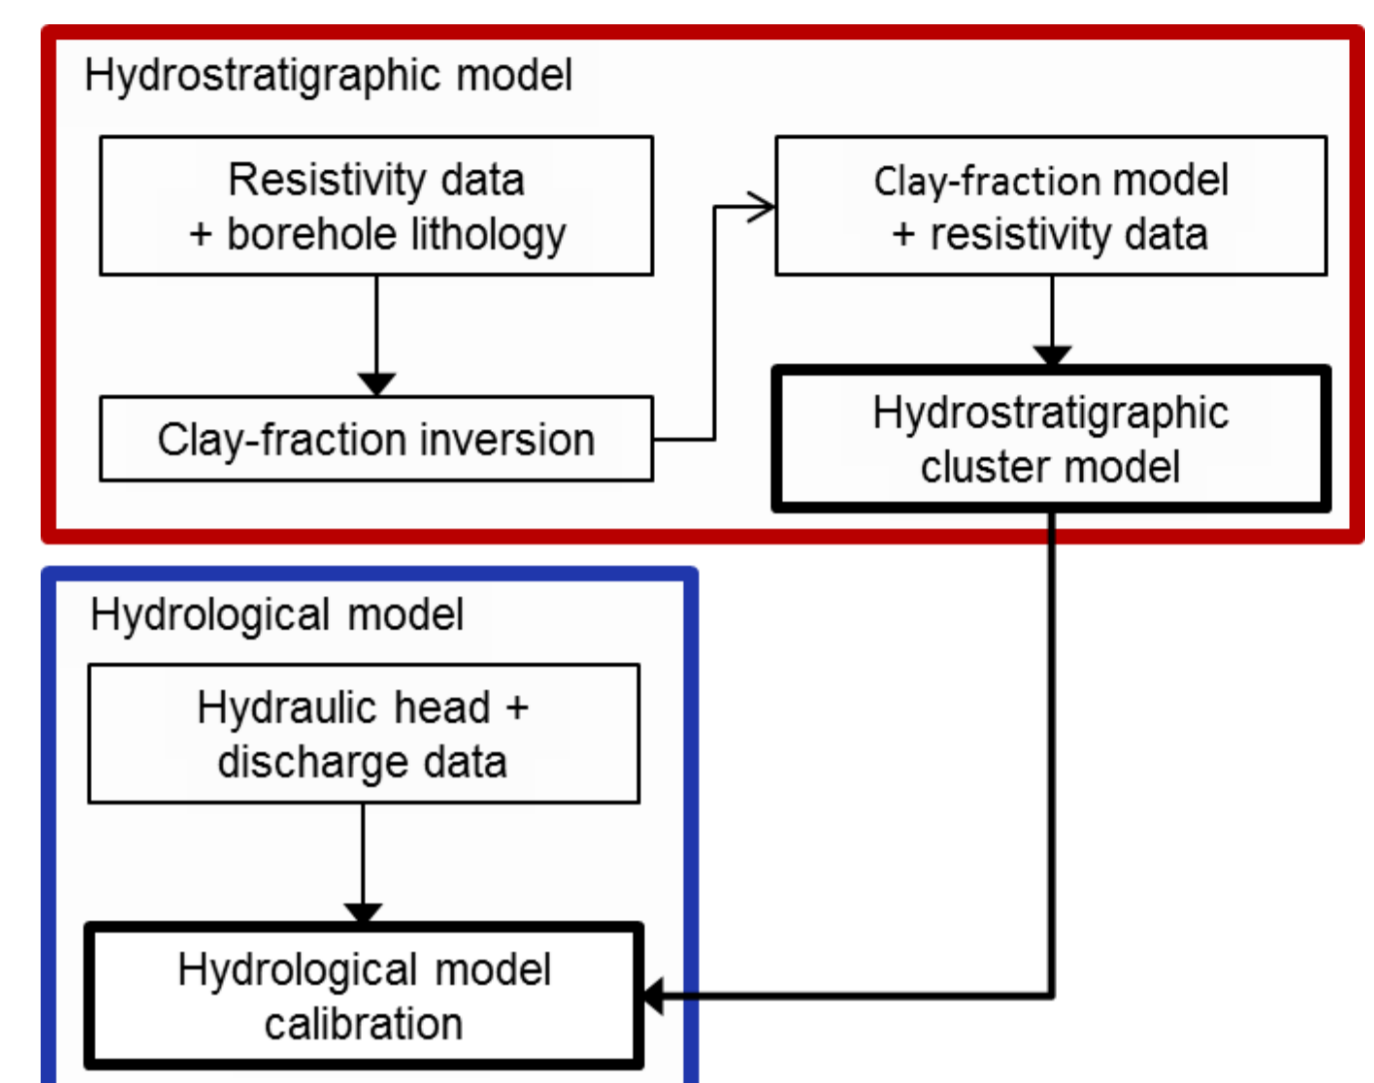 Hydrostratigraphic model
Resistivity data
+ borehole lithology
Clay-fraction inversion
Clay-fraction model
+ resistivity data
Hydrostratigraphic
cluster model
Hydrological model
Hydraulic head +
discharge data
Hydrological model
calibration